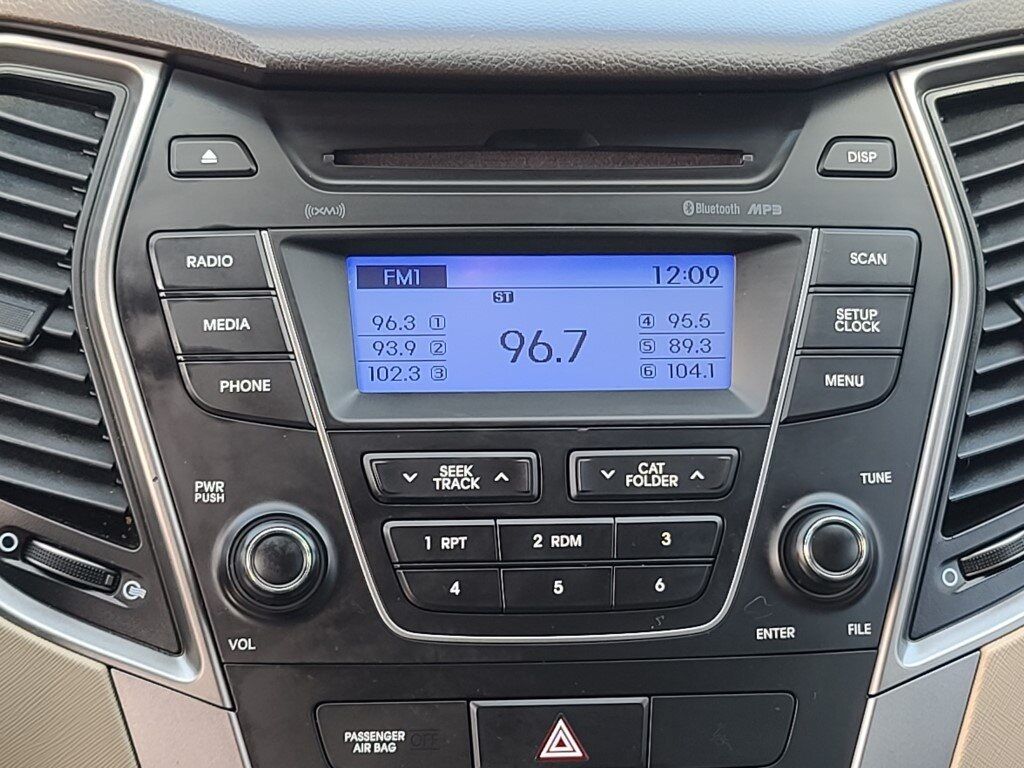 DISP
((XM))
Bluetooth MP3
RADIO
MEDIA
PHONE
FM1 12:09
ST
96.3 1
93.9 2
102.3 3
96.7
4 95.5
5 89.3
6 104.1
SCAN
SETUP
CLOCK
MENU
SEEK
TRACK
CAT
FOLDER
PWR
PUSH
TUNE
1 RPT
2 RDM
3
4
5
6
VOL
ENTER
FILE
PASSENGER
AIR BAG OFF